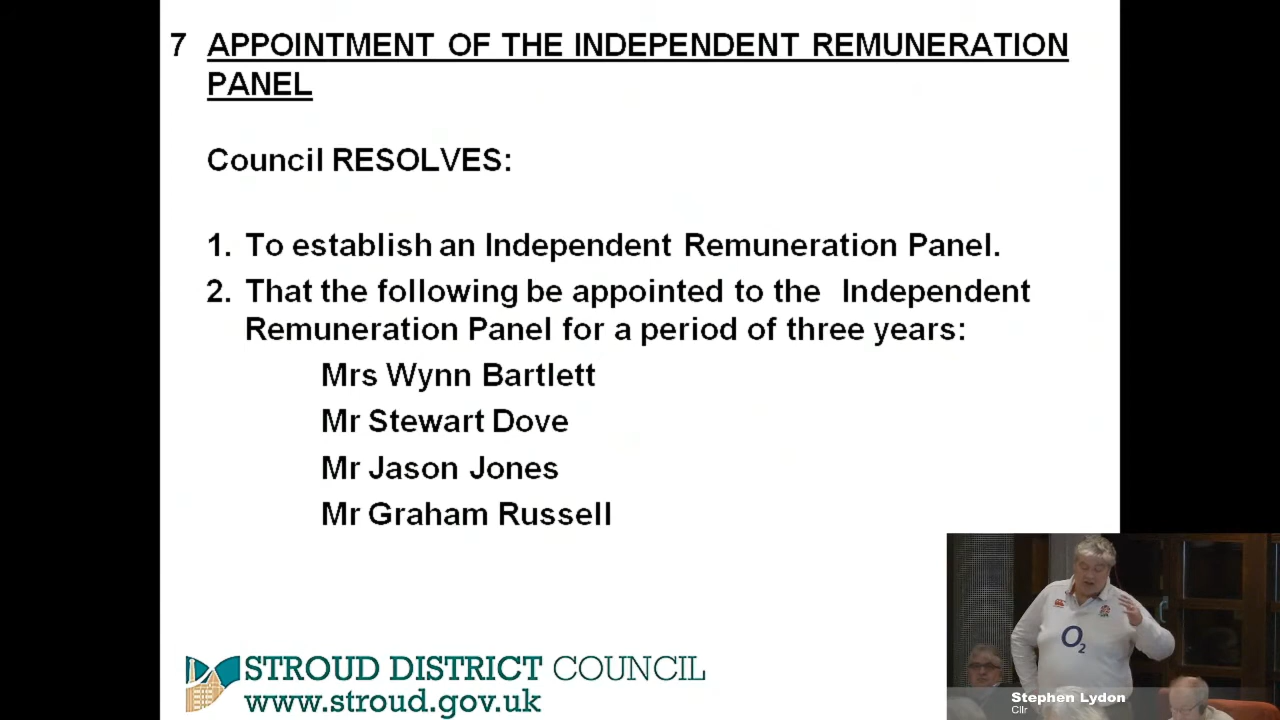 7 APPOINTMENT OF THE INDEPENDENT REMUNERATION
PANEL
Council RESOLVES:
1. To establish an Independent Remuneration Panel.
2. That the following be appointed to the Independent
Remuneration Panel for a period of three years:
Mrs Wynn Bartlett
Mr Stewart Dove
Mr Jason Jones
Mr Graham Russell
O2
Stephen Lydon
Cllr
STROUD DISTRICT COUNCIL
www.stroud.gov.uk